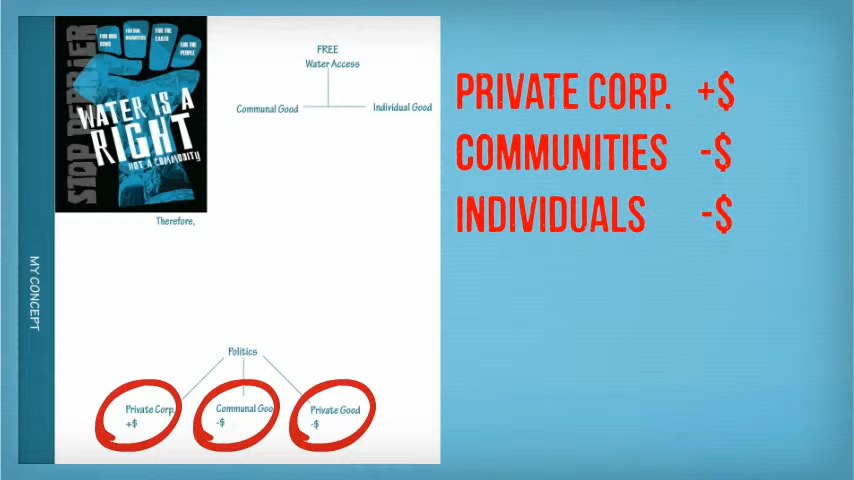 STOP PERRIER
FOR OUR
SONS
FOR OUR
DAUGHTERS
FOR THE
EARTH
FOR THE
PEOPLE
WATER IS A
RIGHT
NOT A COMMODITY
FREE
Water Access
Communal Good
Individual Good
Therefore,
MY CONCEPT
Politics
Private Corp.
+$
Communal Goo
-$
Private Good
-$
PRIVATE CORP. +$
COMMUNITIES -$
INDIVIDUALS -$